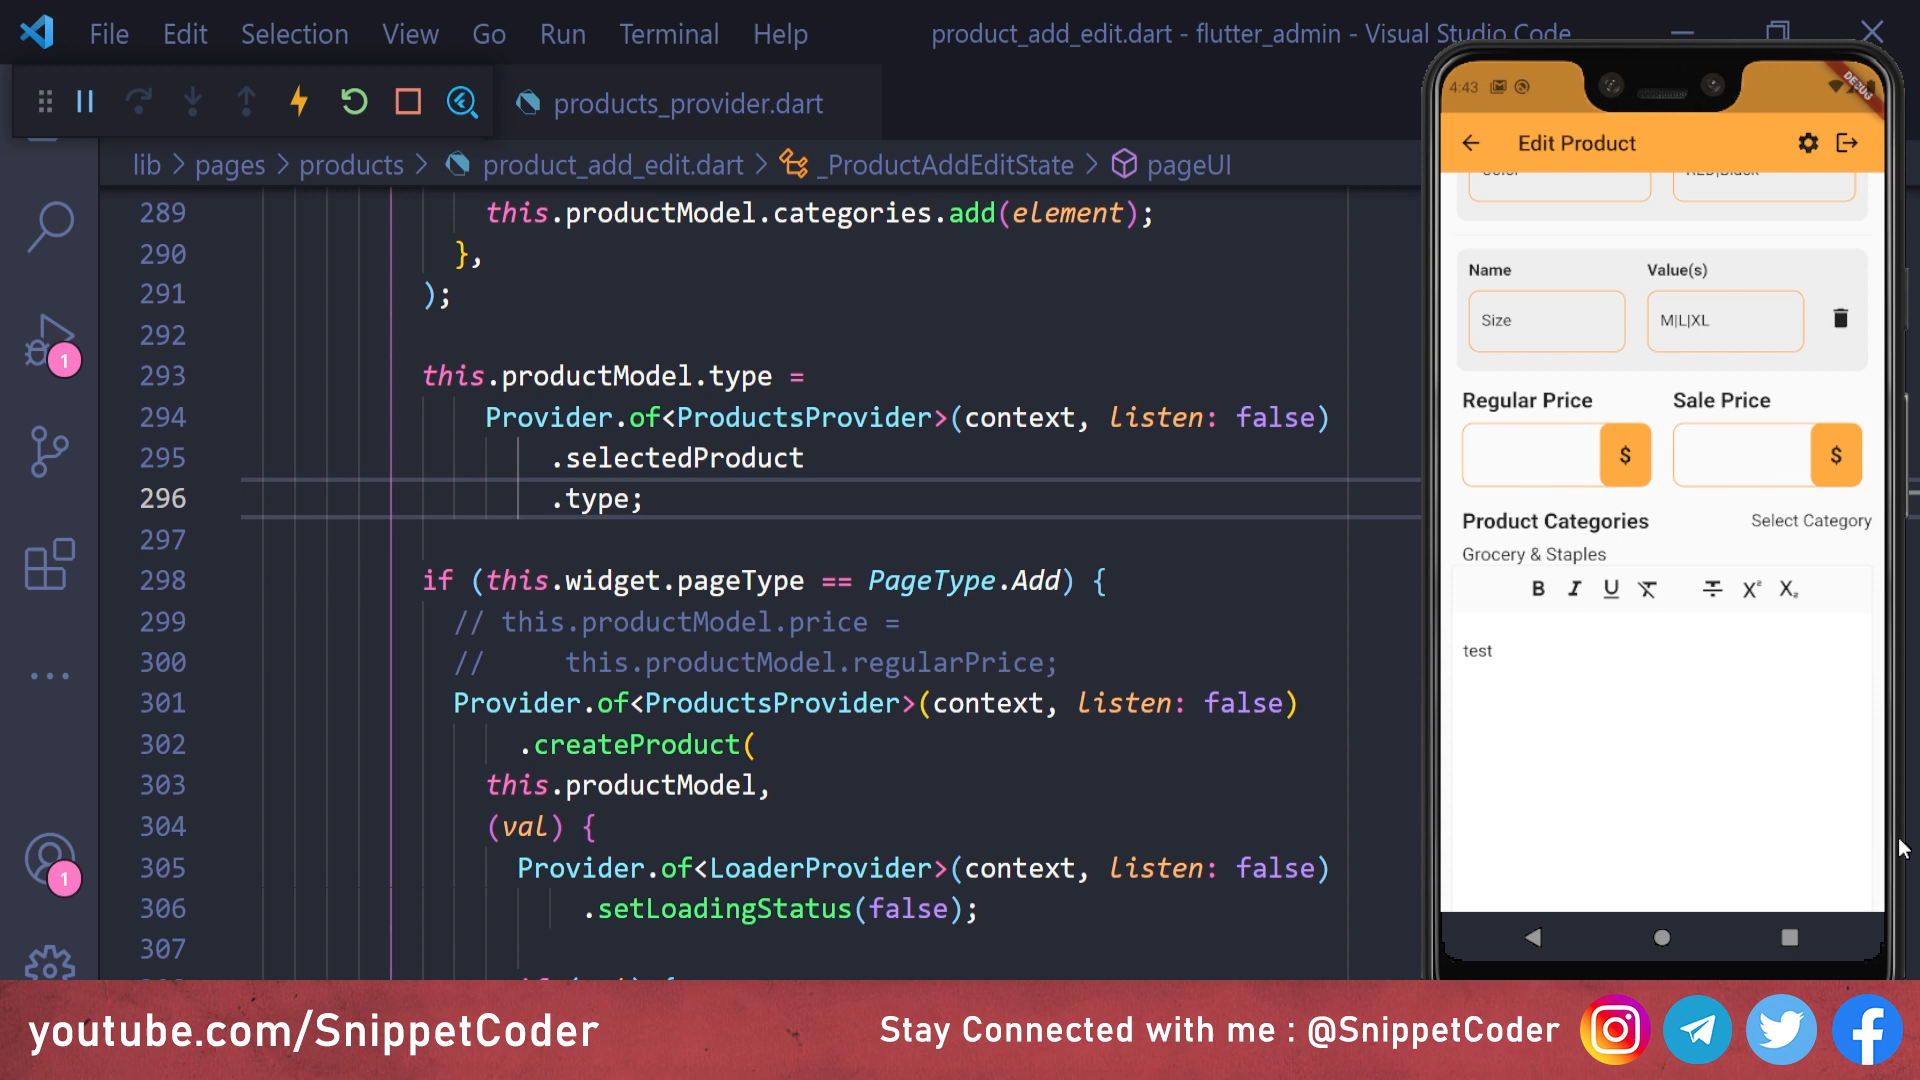 File Edit Selection View Go Run Terminal Help product_add_edit.dart - flutter_admin - Visual Studio Code
products_provider.dart
lib > pages > products > product_add_edit.dart > _ProductAddEditState > pageUI
289 this.productModel.categories.add(element);
290 },
291 );
292
293 this.productModel.type =
294 Provider.of<ProductsProvider>(context, listen: false)
295 .selectedProduct
296 .type;
297
298 if (this.widget.pageType == PageType.Add) {
299 // this.productModel.price =
300 //     this.productModel.regularPrice;
301 Provider.of<ProductsProvider>(context, listen: false)
302 .createProduct(
303 this.productModel,
304 (val) {
305 Provider.of<LoaderProvider>(context, listen: false)
306 .setLoadingStatus(false);
307
1
1
4:43
DEBUG
Edit Product
Name Value(s)
Size M|L|XL
Regular Price Sale Price
$ $
Product Categories Select Category
Grocery & Staples
B I U T X² X₂
test
youtube.com/SnippetCoder
Stay Connected with me : @SnippetCoder